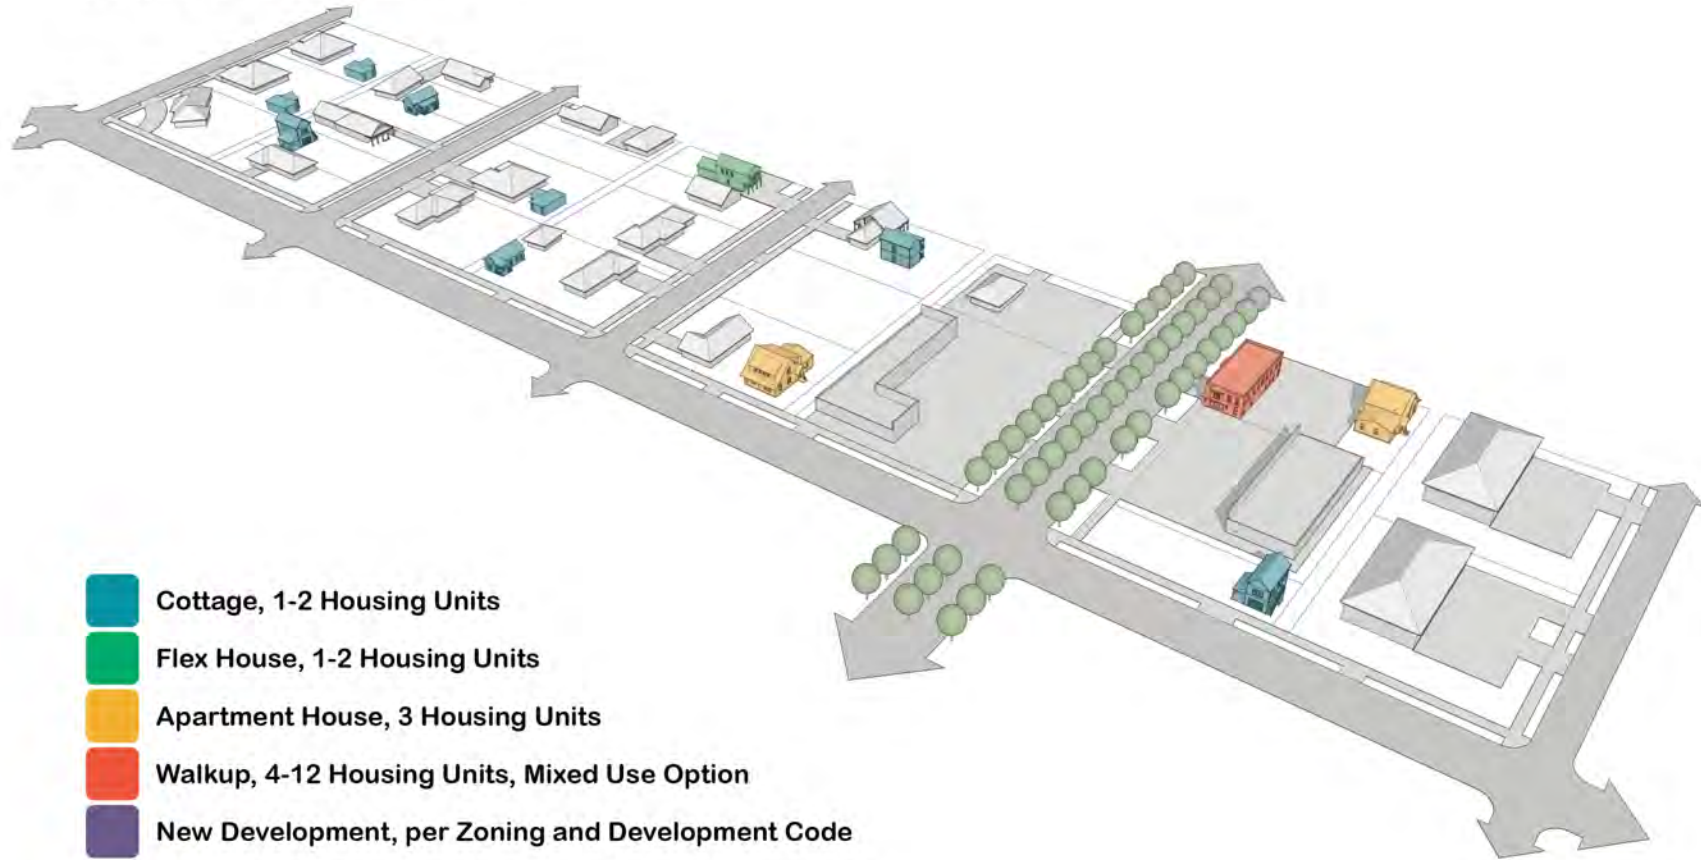 Cottage, 1-2 Housing Units
Flex House, 1-2 Housing Units
Apartment House, 3 Housing Units
Walkup, 4-12 Housing Units, Mixed Use Option
New Development, per Zoning and Development Code